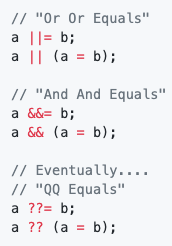 // "Or Or Equals"
a ||= b;
a || (a = b);
// "And And Equals"
a &&= b;
a && (a = b);
// Eventually....
// "QQ Equals"
a ??= b;
a ?? (a = b);